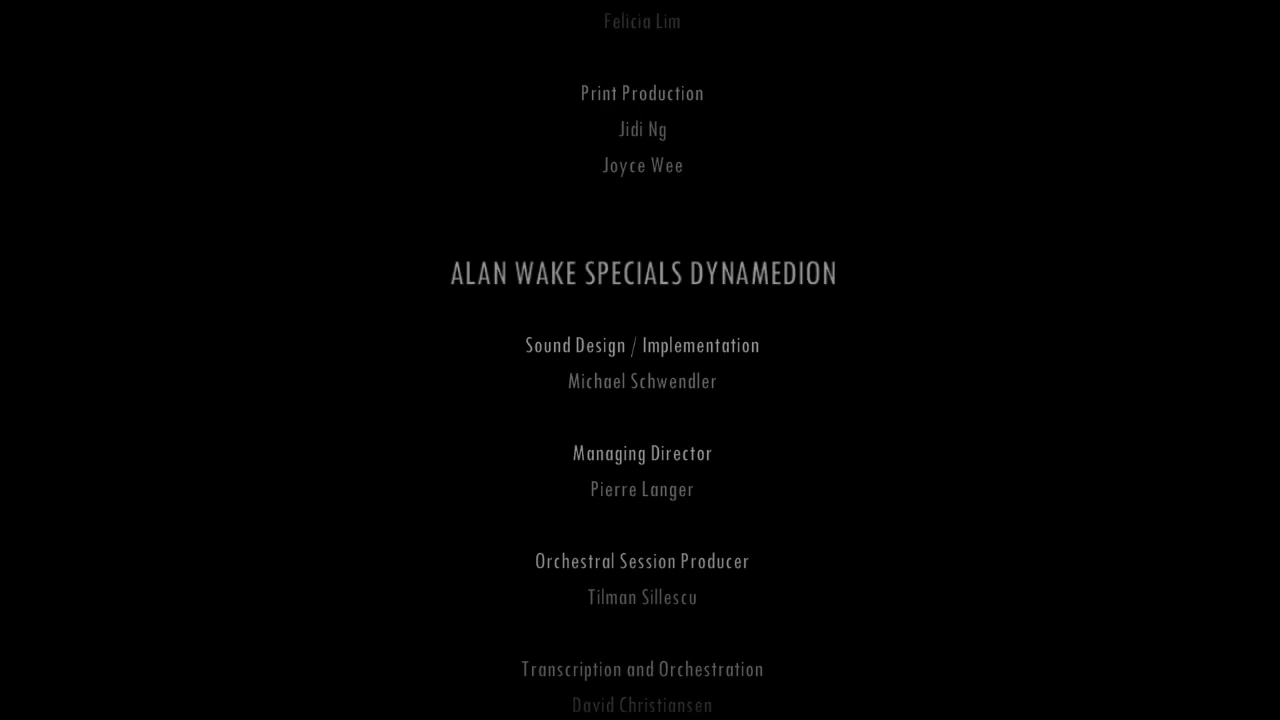 Felicia Lim
Print Production
Jidi Ng
Joyce Wee
ALAN WAKE SPECIALS DYNAMEDION
Sound Design / Implementation
Michael Schwendler
Managing Director
Pierre Langer
Orchestral Session Producer
Tilman Sillescu
Transcription and Orchestration
David Christiansen